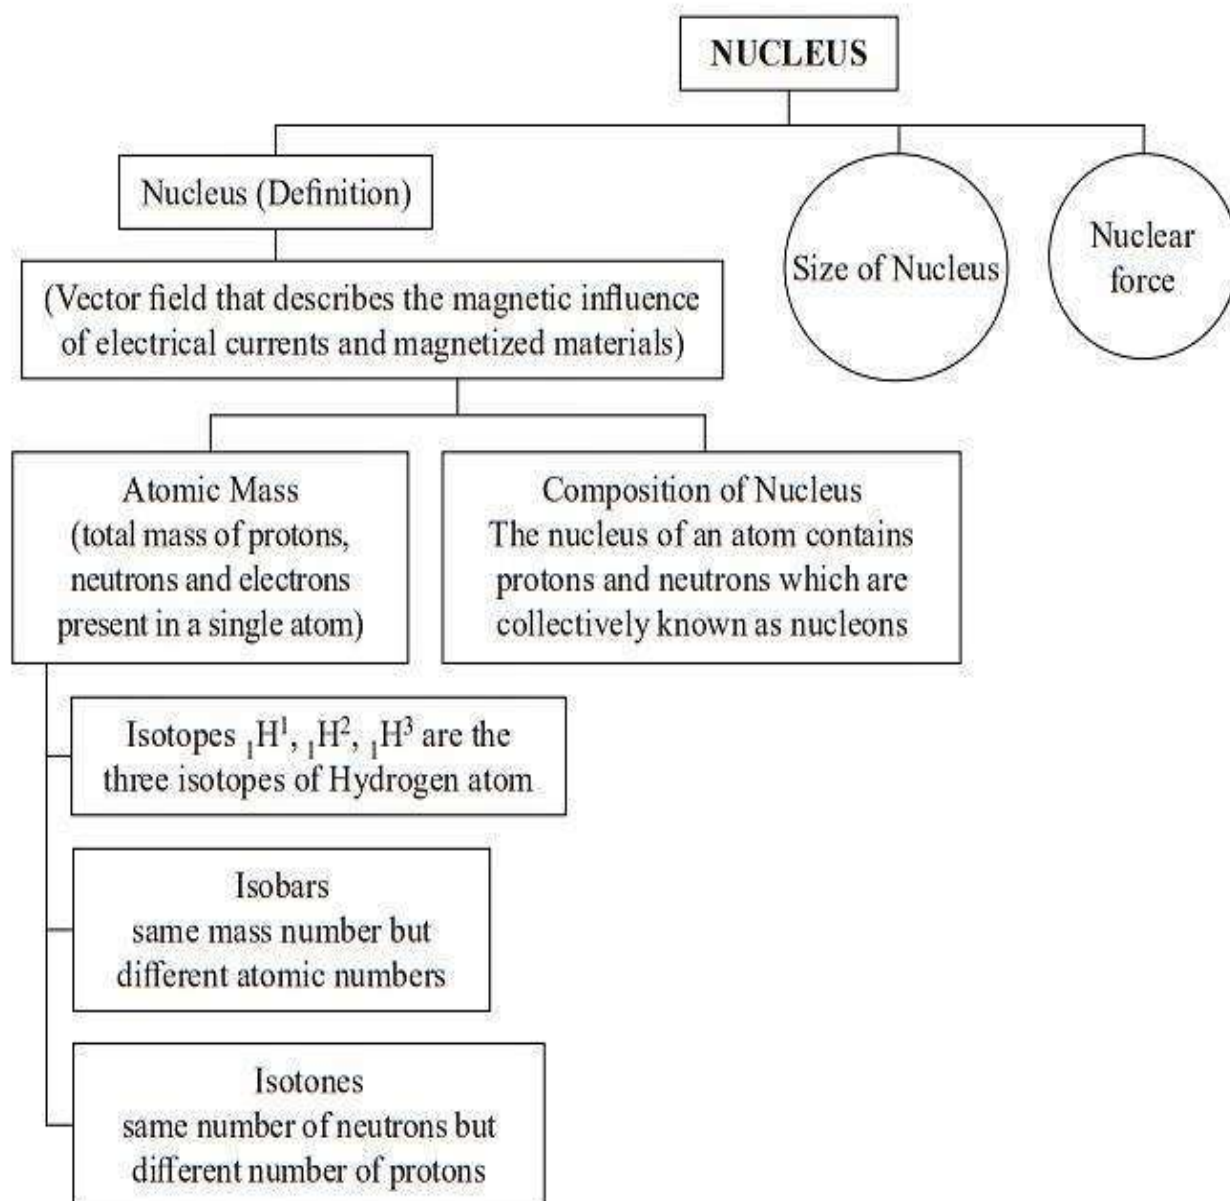 NUCLEUS
Nucleus (Definition)
Size of Nucleus
Nuclear
force
(Vector field that describes the magnetic influence
of electrical currents and magnetized materials)
Atomic Mass
(total mass of protons,
neutrons and electrons
present in a single atom)
Composition of Nucleus
The nucleus of an atom contains
protons and neutrons which are
collectively known as nucleons
Isotopes ₁H¹, ₁H², ₁H³ are the
three isotopes of Hydrogen atom
Isobars
same mass number but
different atomic numbers
Isotones
same number of neutrons but
different number of protons